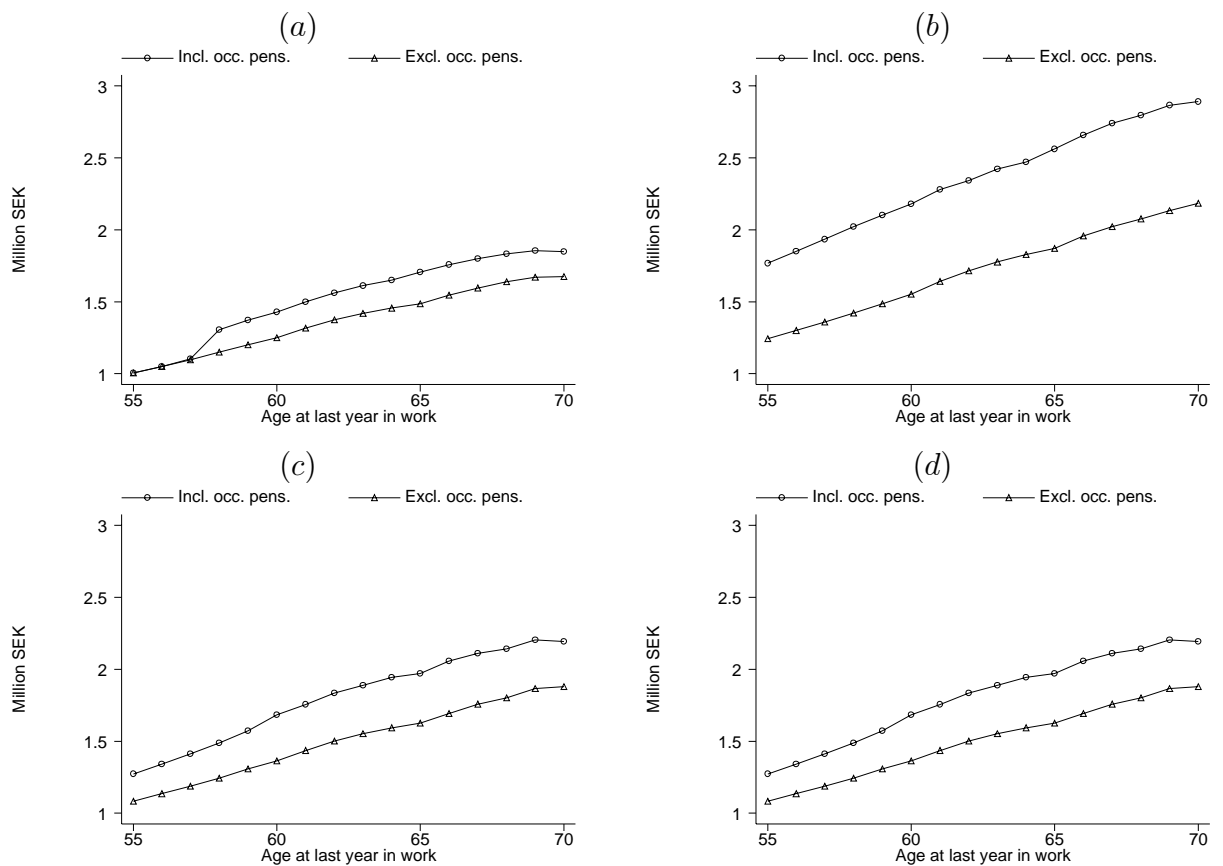 (a)
Incl. occ. pens. Excl. occ. pens.
3
2.5
2
1.5
1
Million SEK
55 60 65 70
Age at last year in work
(b)
Incl. occ. pens. Excl. occ. pens.
3
2.5
2
1.5
1
Million SEK
55 60 65 70
Age at last year in work
(c)
Incl. occ. pens. Excl. occ. pens.
3
2.5
2
1.5
1
Million SEK
55 60 65 70
Age at last year in work
(d)
Incl. occ. pens. Excl. occ. pens.
3
2.5
2
1.5
1
Million SEK
55 60 65 70
Age at last year in work